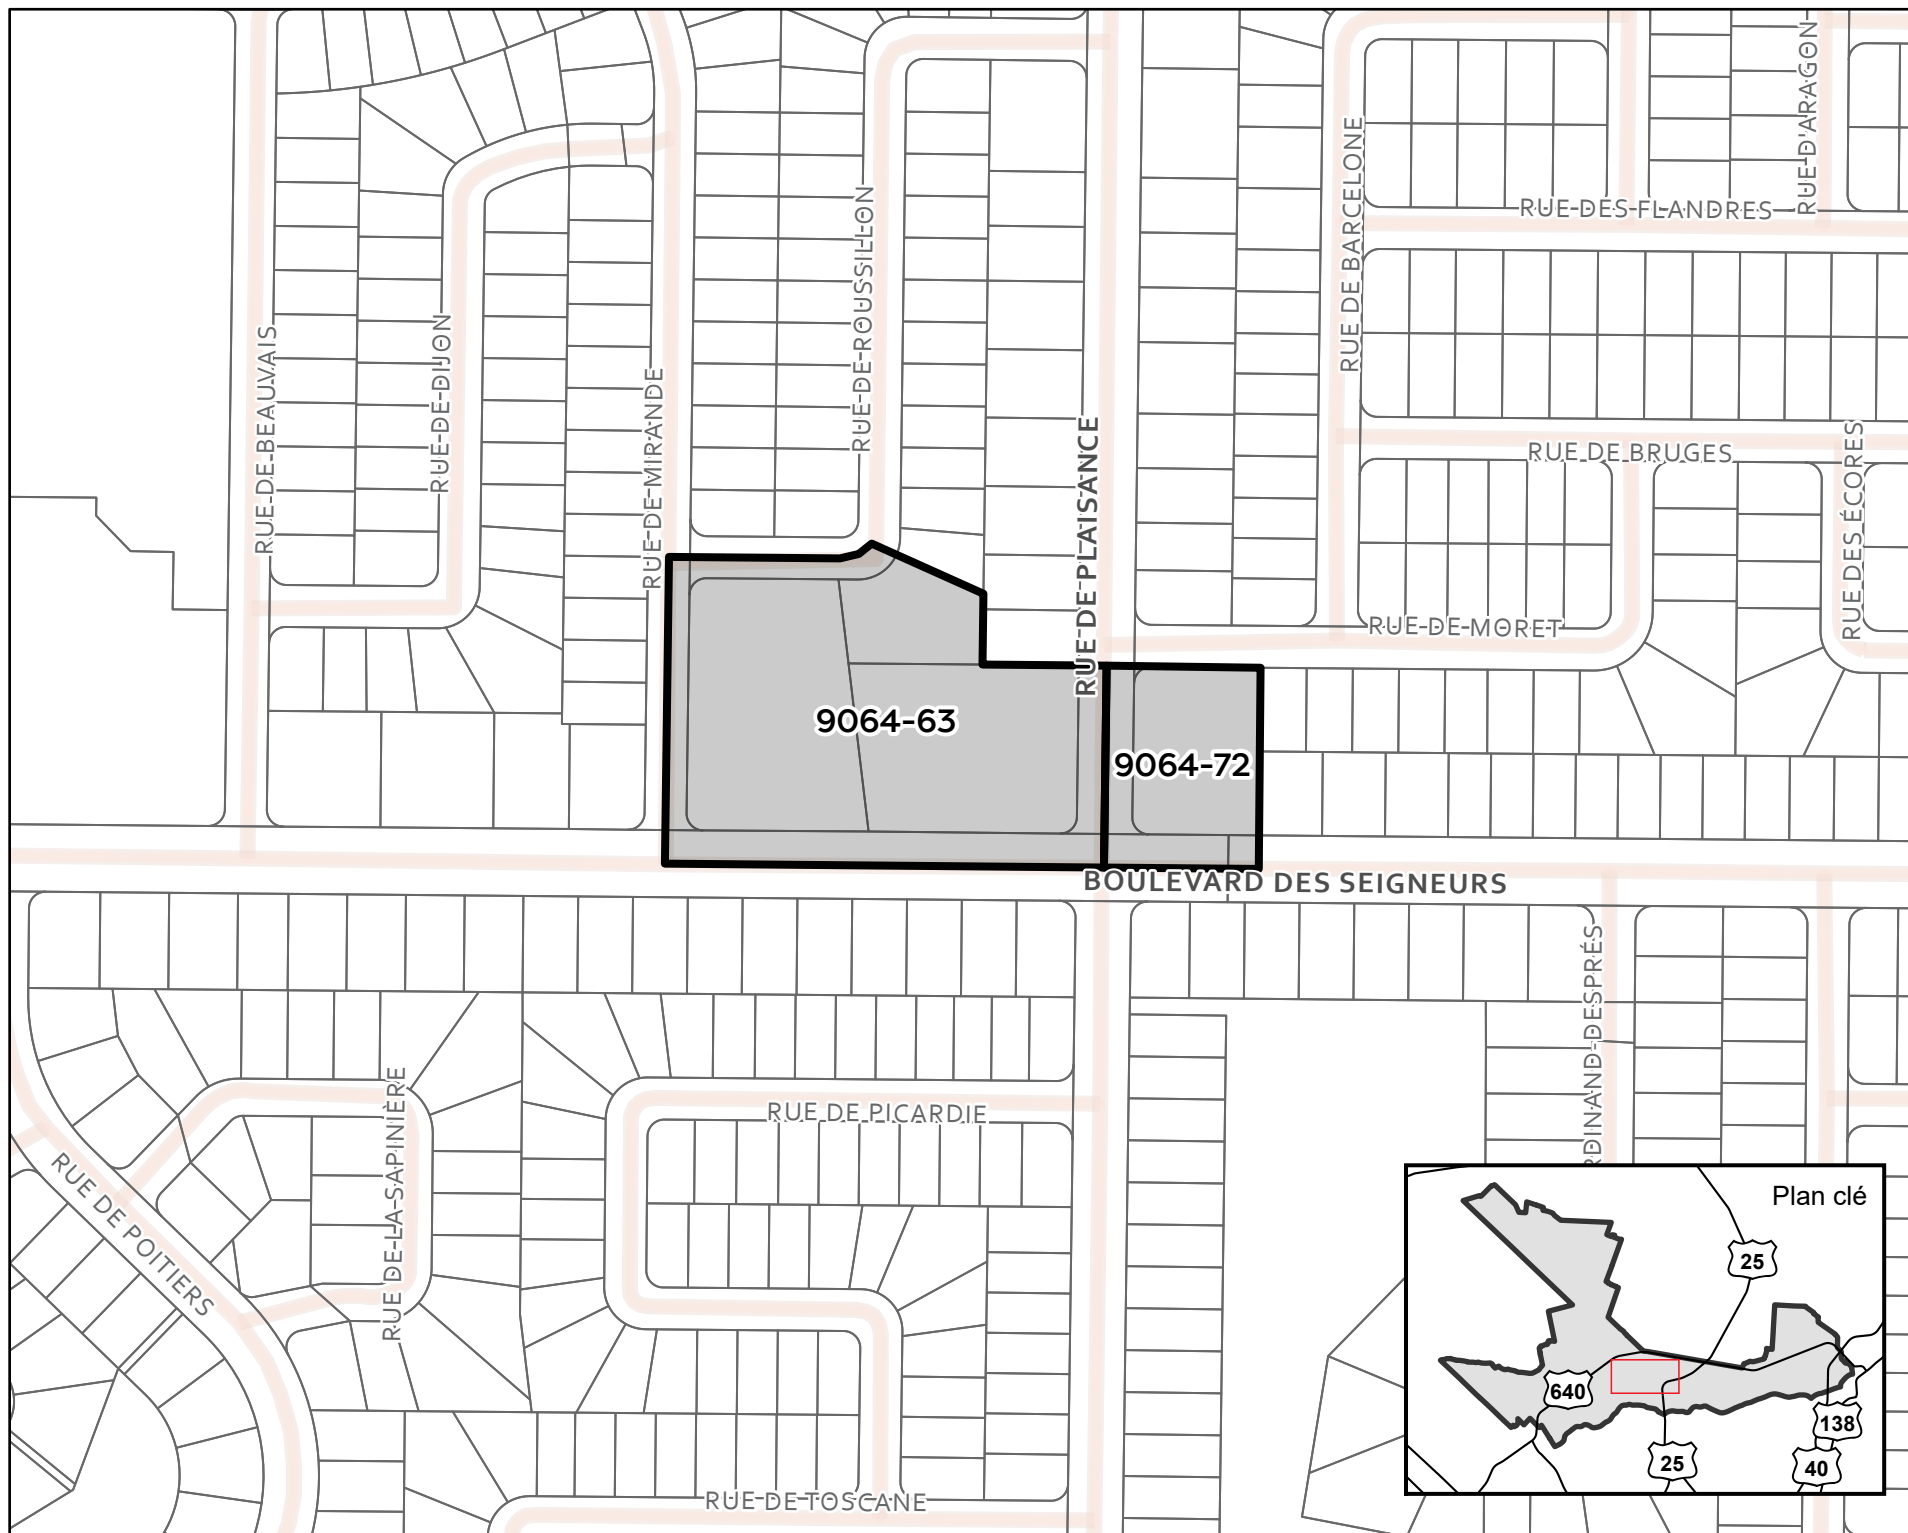 RUE D'ARAGON
RUE DE BARCELONE
RUE DES FLANDRES
RUE DE ROUSSILLON
RUE DE BEAUVAIS
RUE DE DIJON
RUE DE MIRANDE
RUE DE PLAISANCE
RUE DE BRUGES
RUE DES ÉCORES
RUE DE MORET
9064-63
9064-72
BOULEVARD DES SEIGNEURS
DINAND-DESPRÉS
RUE DE PICARDIE
RUE DE LA SAPINIÈRE
RUE DE POITIERS
RUE DE TOSCANE
Plan clé
25
640
138
25
40